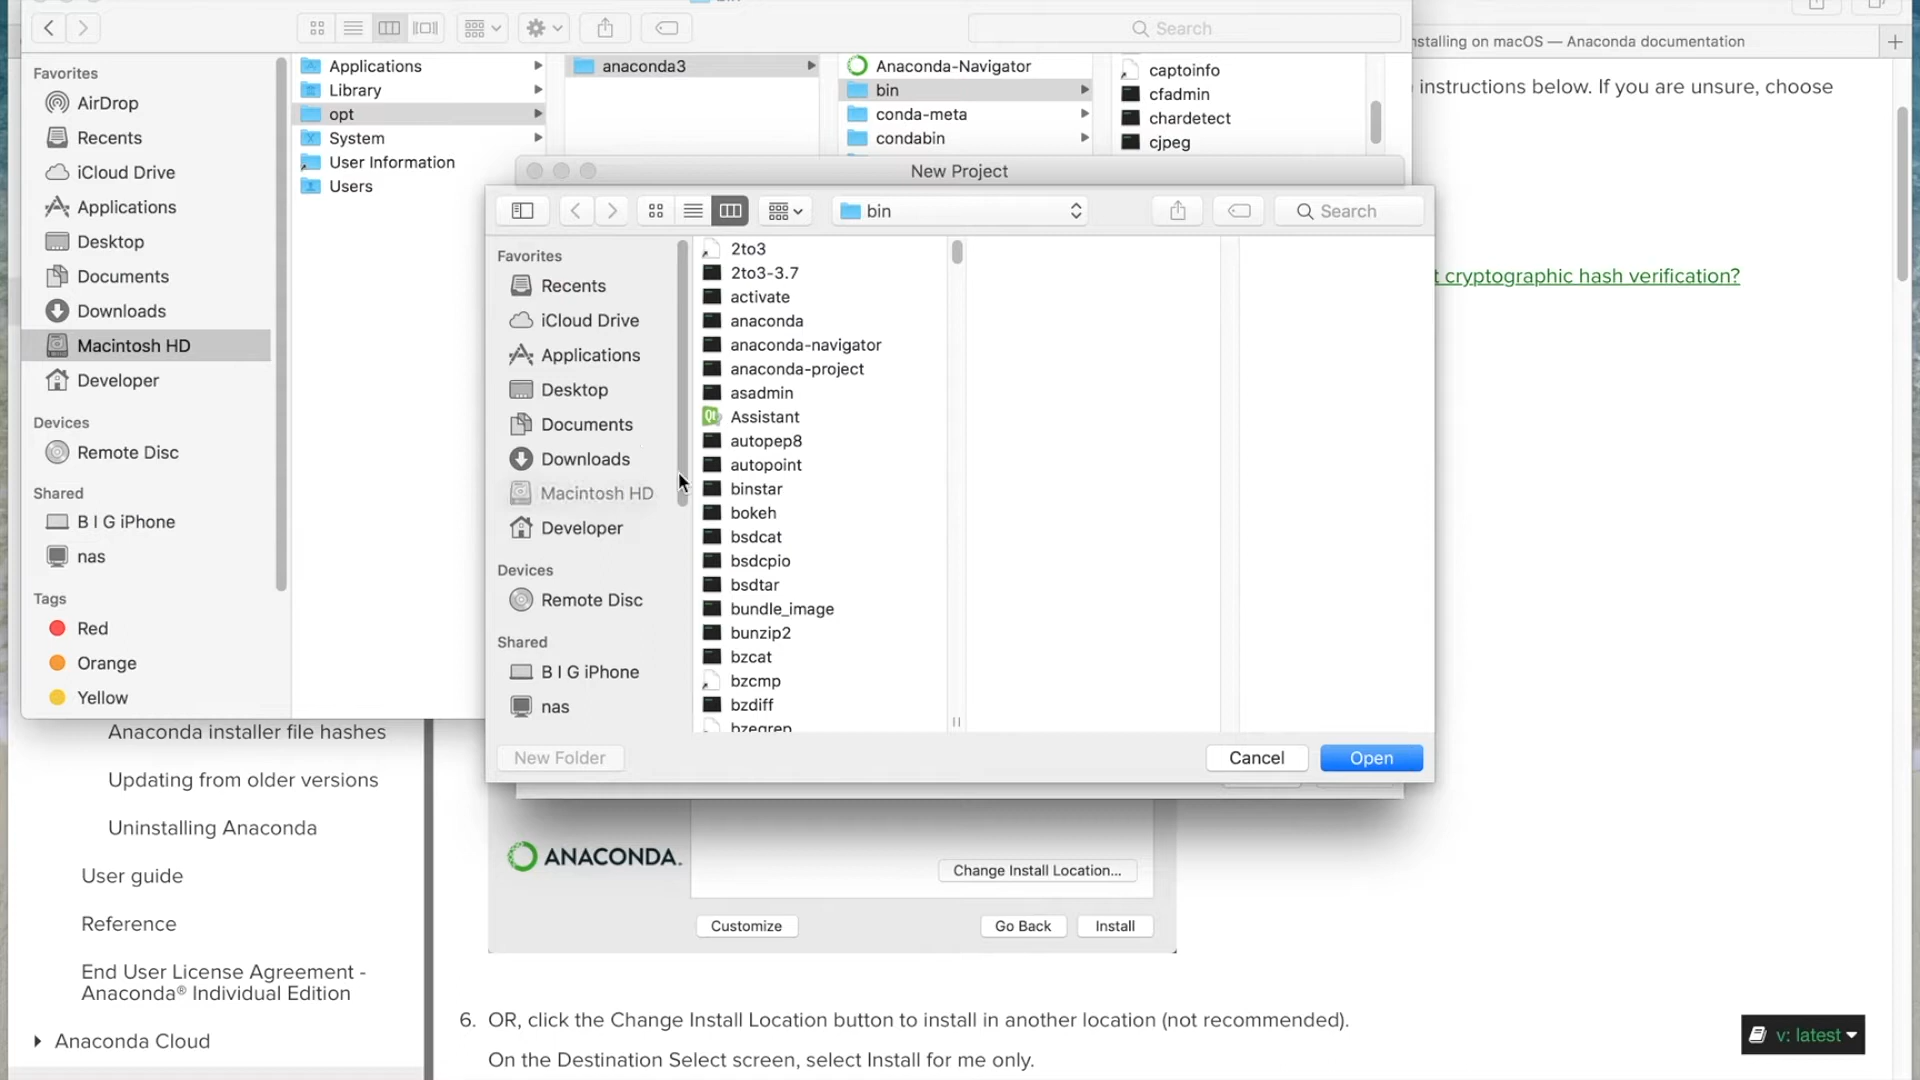 Search
nstalling on macOS — Anaconda documentation
Favorites
AirDrop
Recents
iCloud Drive
Applications
Desktop
Documents
Downloads
Macintosh HD
Developer
Devices
Remote Disc
Shared
B I G iPhone
nas
Tags
Red
Orange
Yellow
Applications
Library
opt
System
User Information
Users
anaconda3
Anaconda-Navigator
bin
conda-meta
condabin
captoinfo
cfadmin
chardetect
cjpeg
instructions below. If you are unsure, choose
t cryptographic hash verification?
New Project
bin
Search
Favorites
Recents
iCloud Drive
Applications
Desktop
Documents
Downloads
Macintosh HD
Developer
Devices
Remote Disc
Shared
B I G iPhone
nas
2to3
2to3-3.7
activate
anaconda
anaconda-navigator
anaconda-project
asadmin
Assistant
autopep8
autopoint
binstar
bokeh
bsdcat
bsdcpio
bsdtar
bundle_image
bunzip2
bzcat
bzcmp
bzdiff
bzegrep
New Folder
Cancel
Open
Anaconda installer file hashes
Updating from older versions
Uninstalling Anaconda
User guide
Reference
End User License Agreement -
Anaconda® Individual Edition
Anaconda Cloud
ANACONDA.
Change Install Location...
Customize
Go Back
Install
6. OR, click the Change Install Location button to install in another location (not recommended).
On the Destination Select screen, select Install for me only.
v: latest